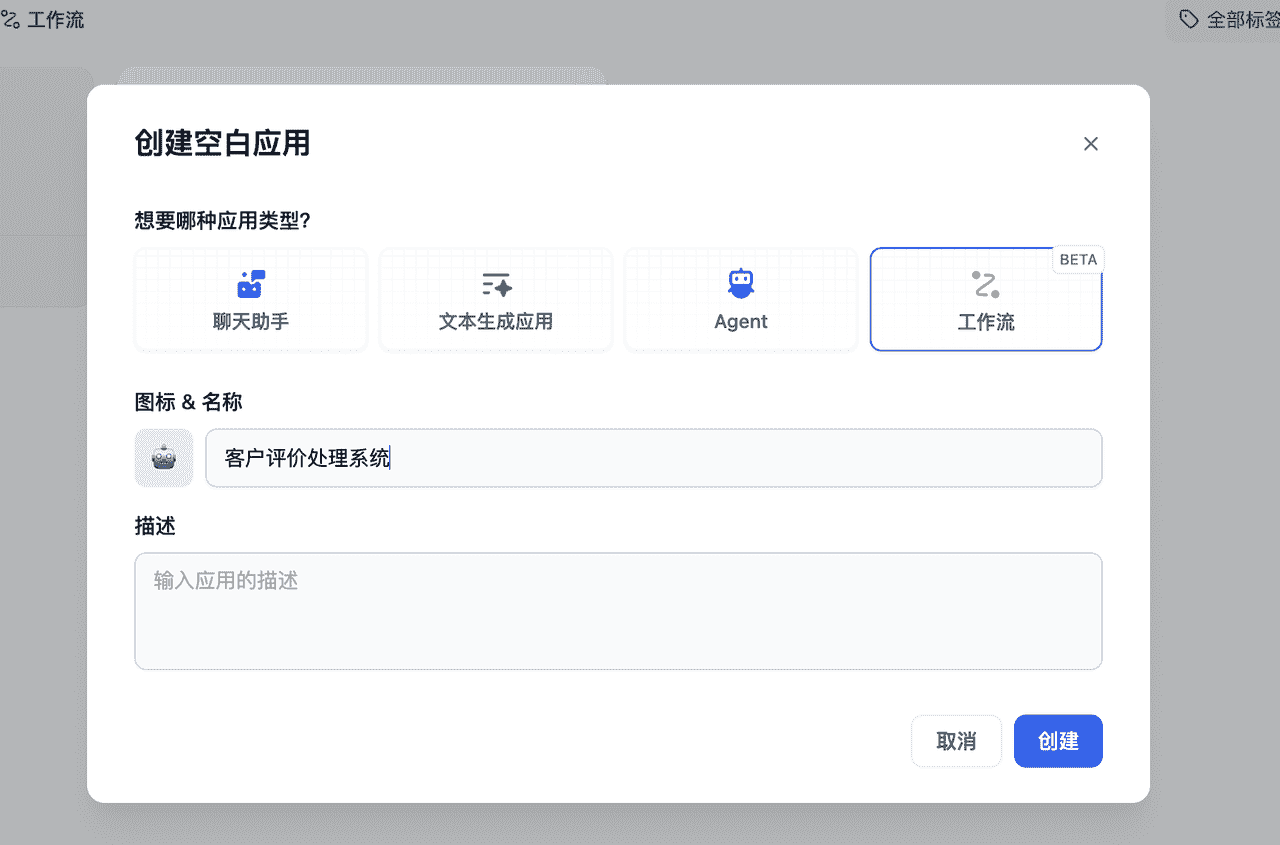 工作流
全部标签
创建空白应用
想要哪种应用类型?
BETA
聊天助手
文本生成应用
Agent
工作流
图标 & 名称
客户评价处理系统
描述
输入应用的描述
取消
创建